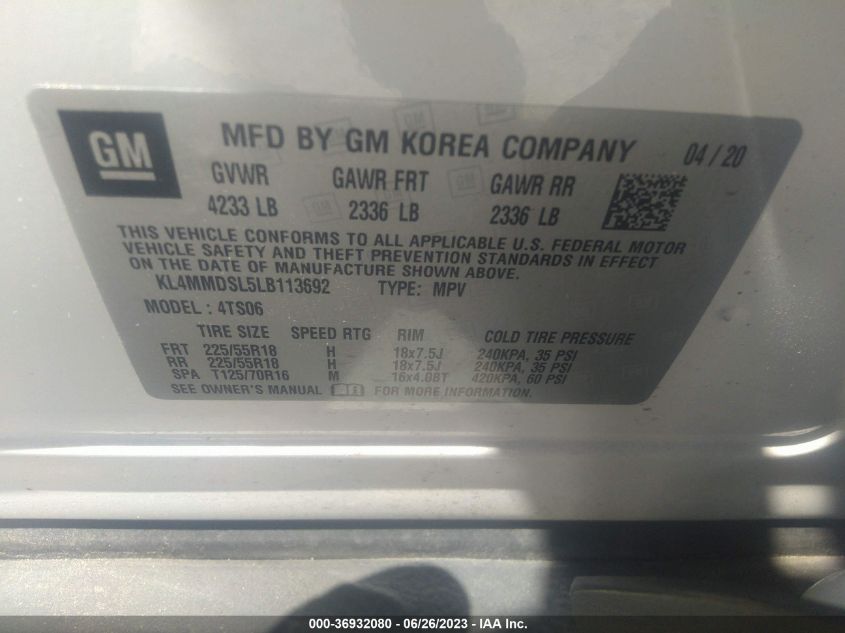 GM
MFD BY GM KOREA COMPANY 04/20
GVWR GAWR FRT GAWR RR
4233 LB 2336 LB 2336 LB
THIS VEHICLE CONFORMS TO ALL APPLICABLE U.S. FEDERAL MOTOR
VEHICLE SAFETY AND THEFT PREVENTION STANDARDS IN EFFECT
ON THE DATE OF MANUFACTURE SHOWN ABOVE.
KL4MMDSL5LB113692 TYPE: MPV
MODEL: 4TS06
TIRE SIZE SPEED RTG RIM COLD TIRE PRESSURE
FRT 225/55R18 H 18x7.5J 240KPA, 35 PSI
RR 225/55R18 H 18x7.5J 240KPA, 35 PSI
SPA T125/70R16 M 16x4.0BT 420KPA, 60 PSI
SEE OWNER'S MANUAL FOR MORE INFORMATION.
000-36932080 - 06/26/2023 - IAA Inc.